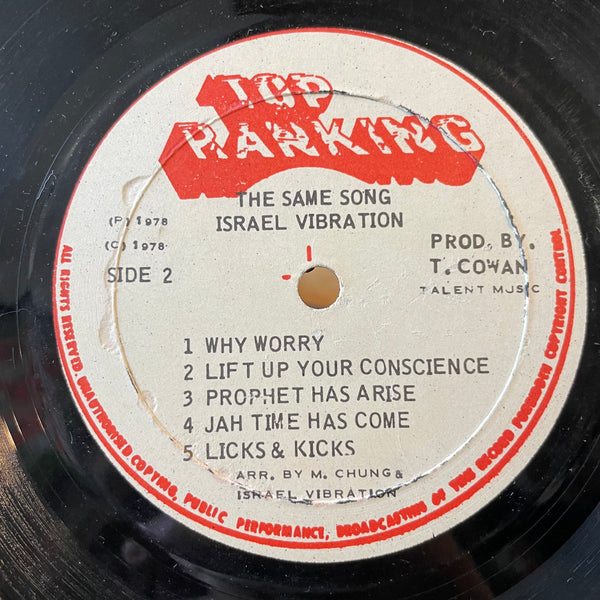 TOP
RANKING
THE SAME SONG
ISRAEL VIBRATION
(P) 1978
(C) 1978
SIDE 2
PROD. BY.
T. COWAN
TALENT MUSIC
1 WHY WORRY
2 LIFT UP YOUR CONSCIENCE
3 PROPHET HAS ARISE
4 JAH TIME HAS COME
5 LICKS & KICKS
ARR. BY M. CHUNG &
ISRAEL VIBRATION
ALL RIGHTS RESERVED. UNAUTHORISED COPYING, PUBLIC PERFORMANCE, BROADCASTING OF THIS RECORD FORBIDDEN COPYRIGHT CONTROL